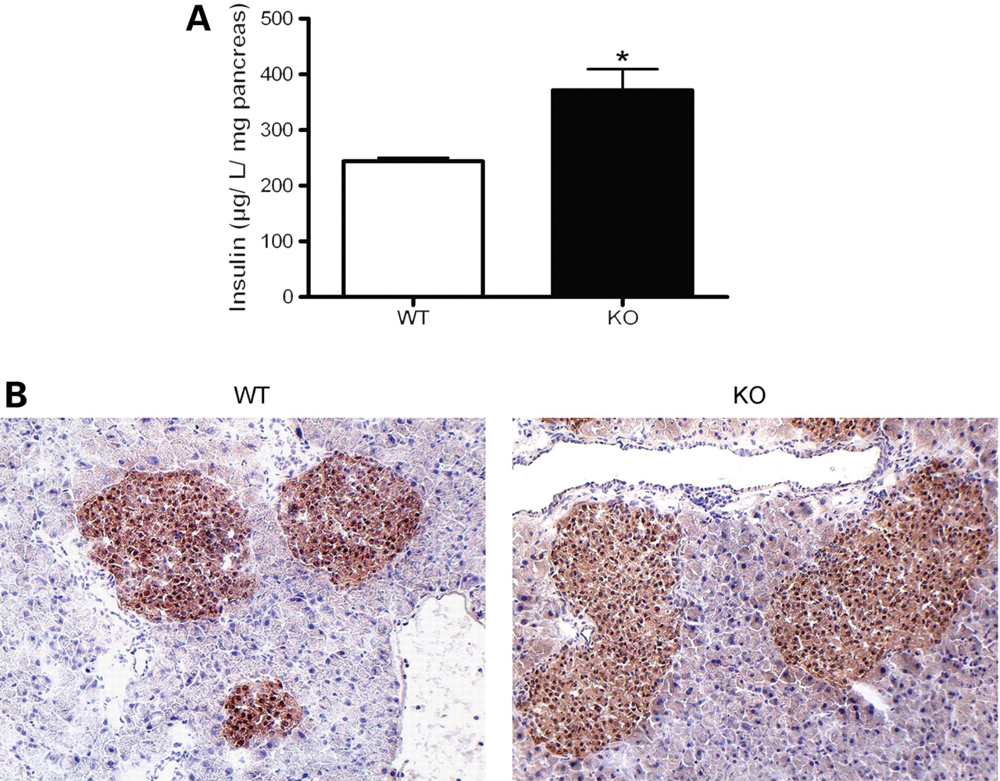 A
Insulin (µg/ L/ mg pancreas)
500
400
300
200
100
0
*
WT
KO
B
WT
KO